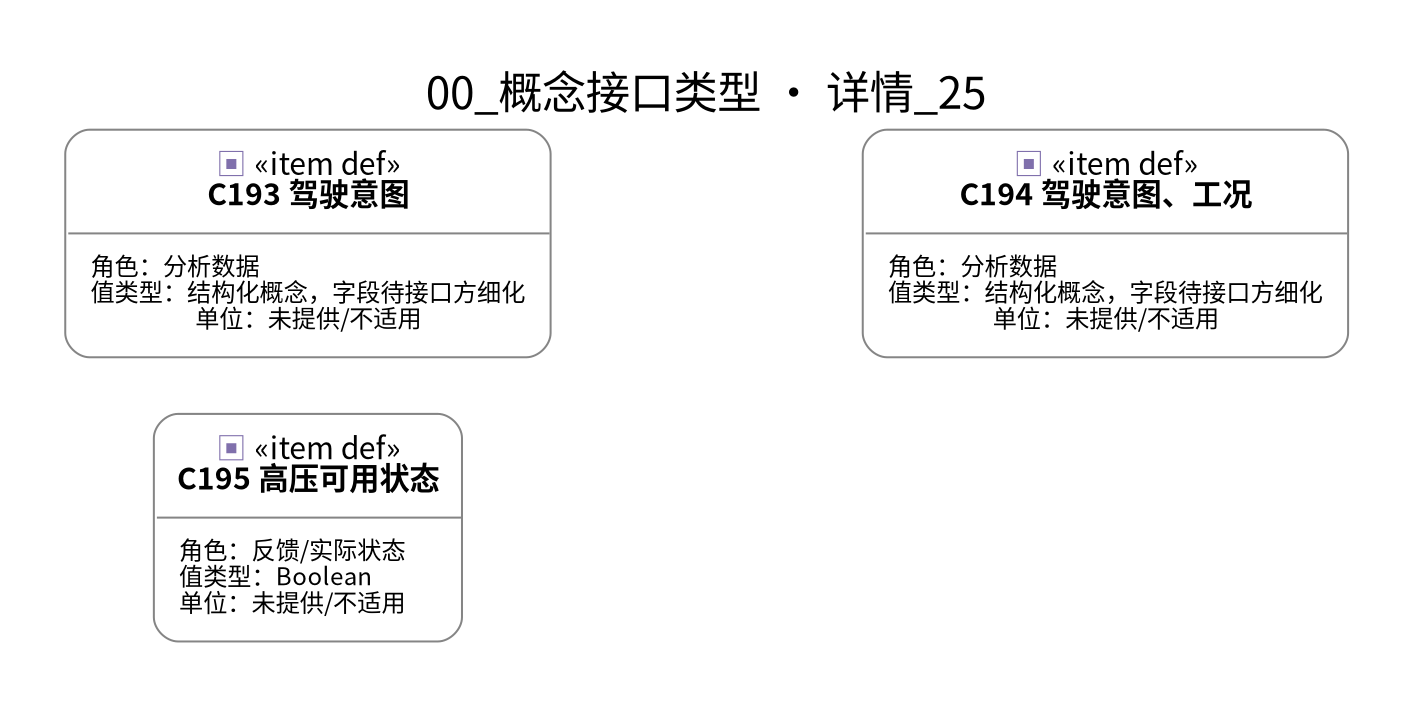 00_概念接口类型 · 详情_25
«item def»
C193 驾驶意图
角色：分析数据
值类型：结构化概念，字段待接口方细化
单位：未提供/不适用
«item def»
C194 驾驶意图、工况
角色：分析数据
值类型：结构化概念，字段待接口方细化
单位：未提供/不适用
«item def»
C195 高压可用状态
角色：反馈/实际状态
值类型：Boolean
单位：未提供/不适用